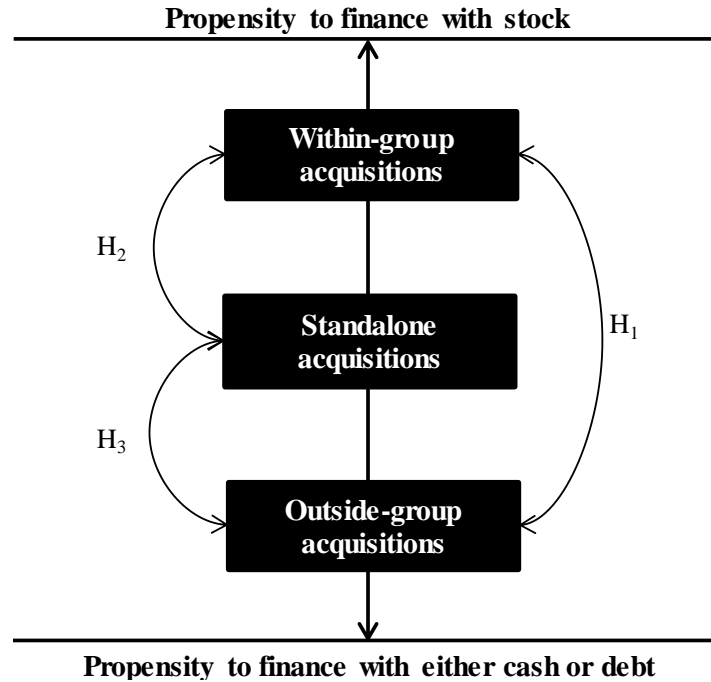 Propensity to finance with stock
Within-group
acquisitions
H₂
Standalone
acquisitions
H₁
H₃
Outside-group
acquisitions
Propensity to finance with either cash or debt